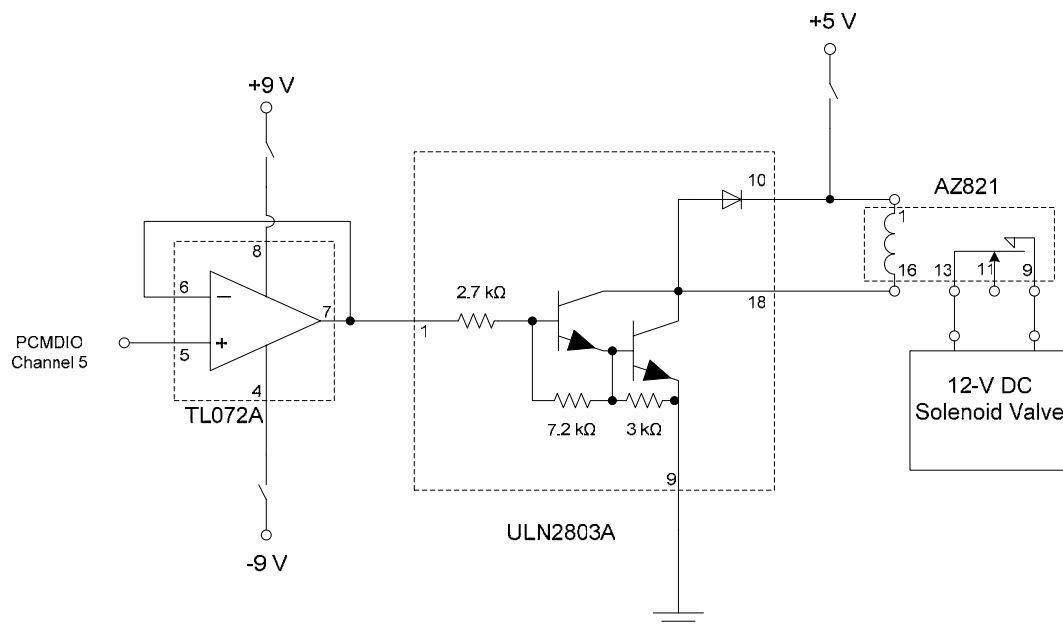 +5 V
+9 V
10
AZ821
8
1
6
7
2.7 kΩ
1
18
16
13
11
9
PCMDIO
Channel 5
5
4
TL072A
7.2 kΩ
3 kΩ
12-V DC
Solenoid Valve
9
ULN2803A
-9 V